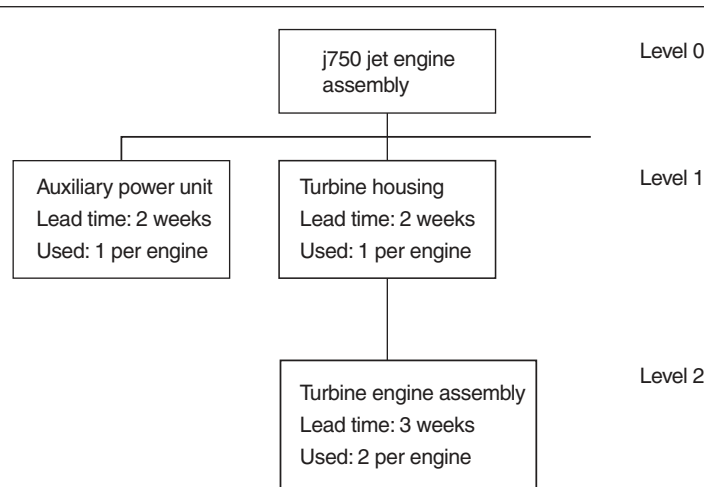 j750 jet engine
assembly
Level 0
Auxiliary power unit
Lead time: 2 weeks
Used: 1 per engine
Turbine housing
Lead time: 2 weeks
Used: 1 per engine
Level 1
Turbine engine assembly
Lead time: 3 weeks
Used: 2 per engine
Level 2